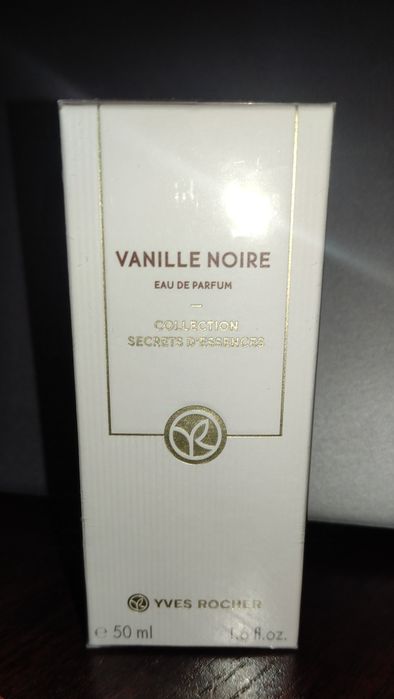 VANILLE NOIRE
EAU DE PARFUM
—
COLLECTION
SECRETS D'ESSENCES
YVES ROCHER
℮ 50 ml 1.6 fl.oz.